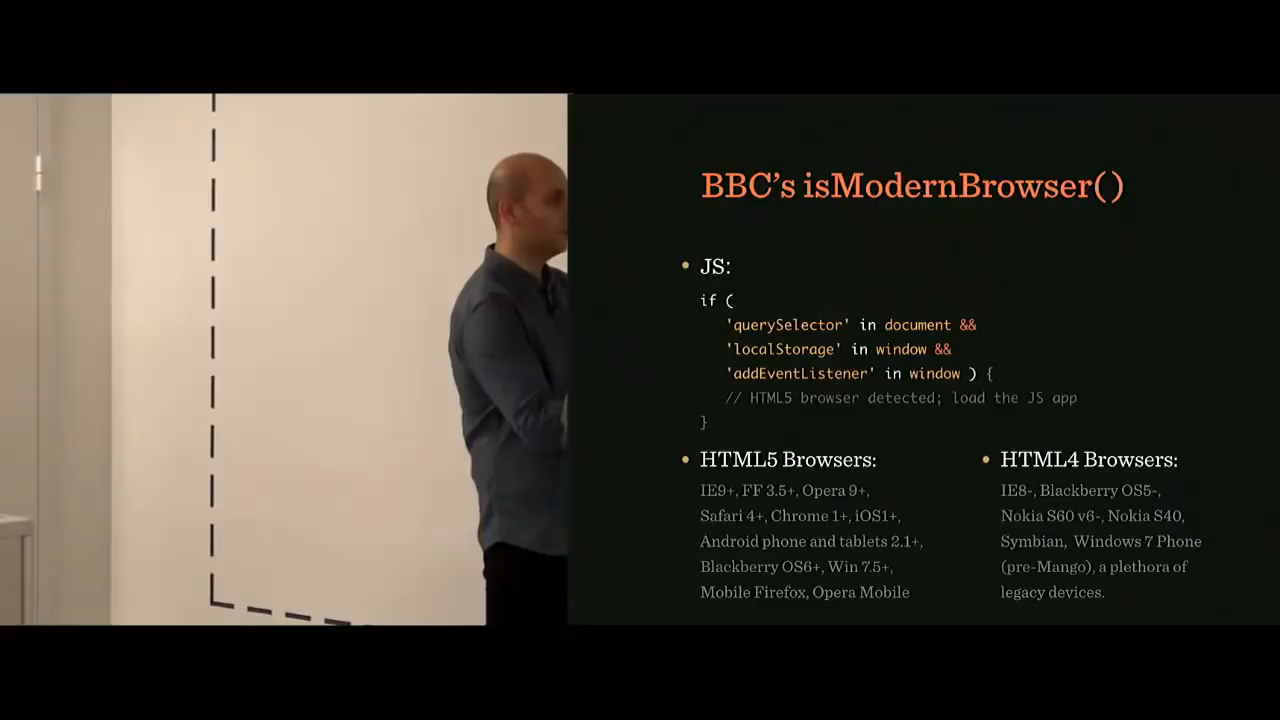 BBC’s isModernBrowser()
• JS:
if (
'querySelector' in document &&
'localStorage' in window &&
'addEventListener' in window ) {
// HTML5 browser detected; load the JS app
}
• HTML5 Browsers:
IE9+, FF 3.5+, Opera 9+,
Safari 4+, Chrome 1+, iOS1+,
Android phone and tablets 2.1+,
Blackberry OS6+, Win 7.5+,
Mobile Firefox, Opera Mobile
• HTML4 Browsers:
IE8-, Blackberry OS5-,
Nokia S60 v6-, Nokia S40,
Symbian, Windows 7 Phone
(pre-Mango), a plethora of
legacy devices.